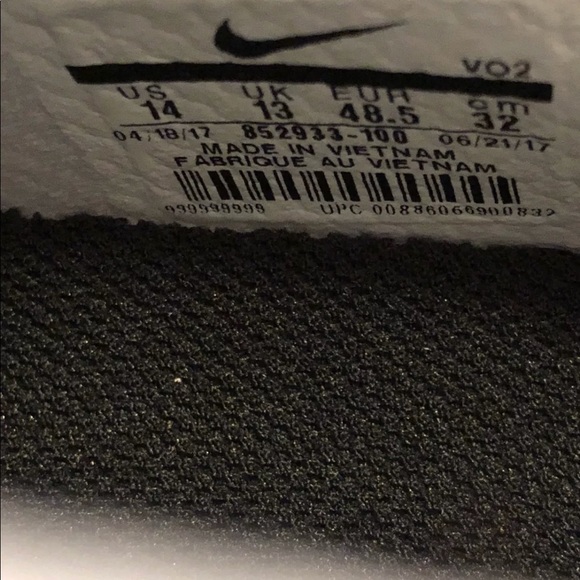 VO2
US UK EUR cm
14 13 48.5 32
04/18/17 852933-100 06/21/17
MADE IN VIETNAM
FABRIQUE AU VIETNAM
999999999 UPC 00886066900832